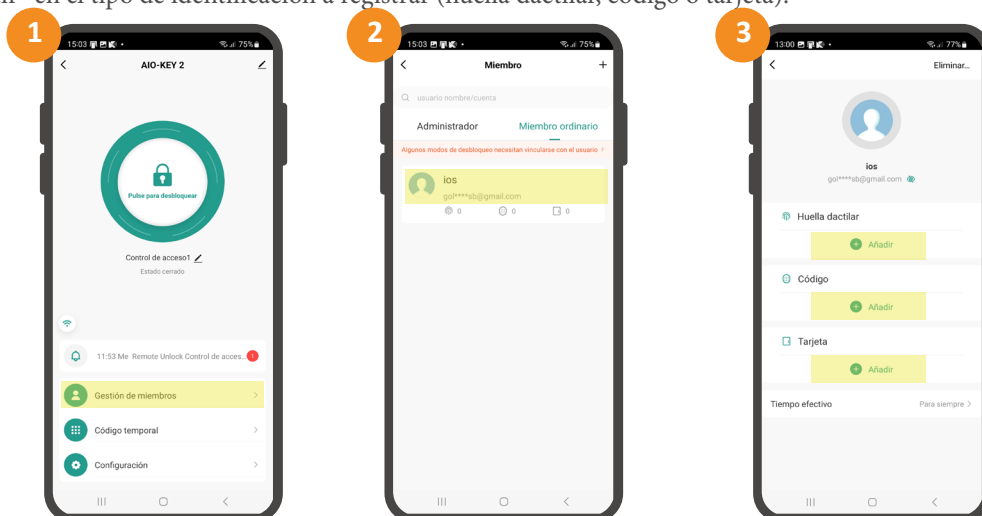 en el tipo de identificación a registrar (huella dactilar, código o tarjeta).
1
15:03
75%
AIO-KEY 2
Pulse para desbloquear
Control de acceso1
Estado cerrado
11:53 Me Remote Unlock Control de acces..
1
Gestión de miembros
Código temporal
Configuración
2
15:03
75%
Miembro
usuario nombre/cuenta
Administrador
Miembro ordinario
Algunos modos de desbloqueo necesitan vincularse con el usuario
ios
gol****sb@gmail.com
0
0
0
3
13:00
77%
Eliminar...
ios
gol****sb@gmail.com
Huella dactilar
Añadir
Código
Añadir
Tarjeta
Añadir
Tiempo efectivo
Para siempre